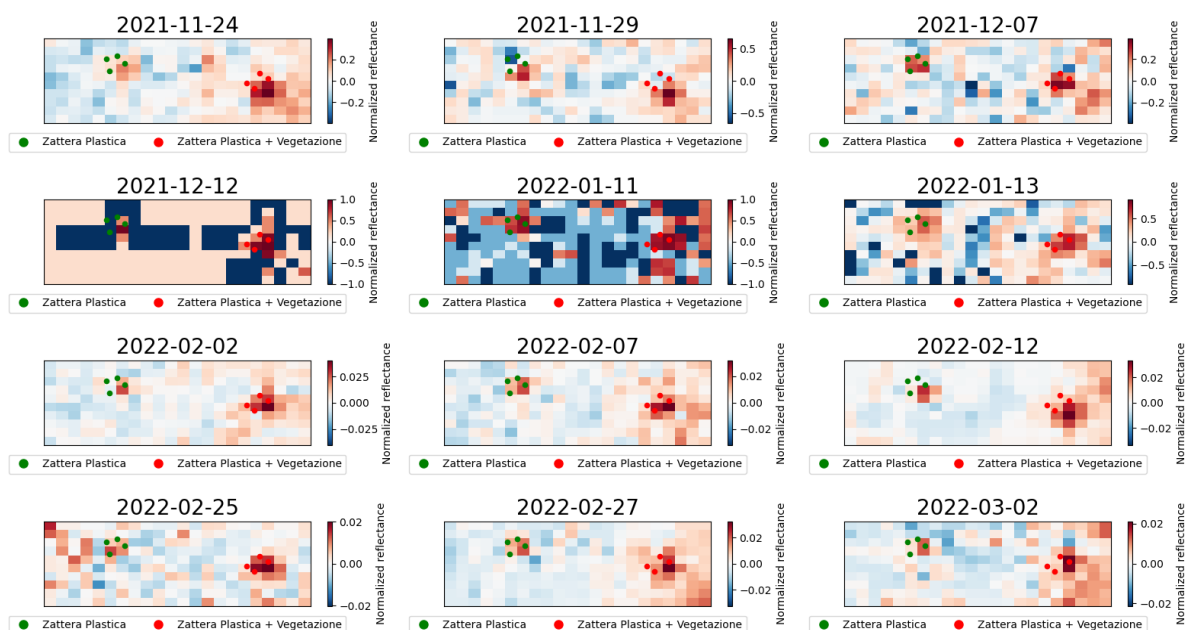 2021-11-24
0.2
0.0
−0.2
Normalized reflectance
Zattera Plastica
Zattera Plastica + Vegetazione
2021-11-29
0.5
0.0
−0.5
Normalized reflectance
Zattera Plastica
Zattera Plastica + Vegetazione
2021-12-07
0.2
0.0
−0.2
Normalized reflectance
Zattera Plastica
Zattera Plastica + Vegetazione
2021-12-12
1.0
0.5
0.0
−0.5
−1.0
Normalized reflectance
Zattera Plastica
Zattera Plastica + Vegetazione
2022-01-11
1.0
0.5
0.0
−0.5
−1.0
Normalized reflectance
Zattera Plastica
Zattera Plastica + Vegetazione
2022-01-13
0.5
0.0
−0.5
Normalized reflectance
Zattera Plastica
Zattera Plastica + Vegetazione
2022-02-02
0.025
0.000
−0.025
Normalized reflectance
Zattera Plastica
Zattera Plastica + Vegetazione
2022-02-07
0.02
0.00
−0.02
Normalized reflectance
Zattera Plastica
Zattera Plastica + Vegetazione
2022-02-12
0.02
0.00
−0.02
Normalized reflectance
Zattera Plastica
Zattera Plastica + Vegetazione
2022-02-25
0.02
0.00
−0.02
Normalized reflectance
Zattera Plastica
Zattera Plastica + Vegetazione
2022-02-27
0.02
0.00
−0.02
Normalized reflectance
Zattera Plastica
Zattera Plastica + Vegetazione
2022-03-02
0.02
0.00
−0.02
Normalized reflectance
Zattera Plastica
Zattera Plastica + Vegetazione